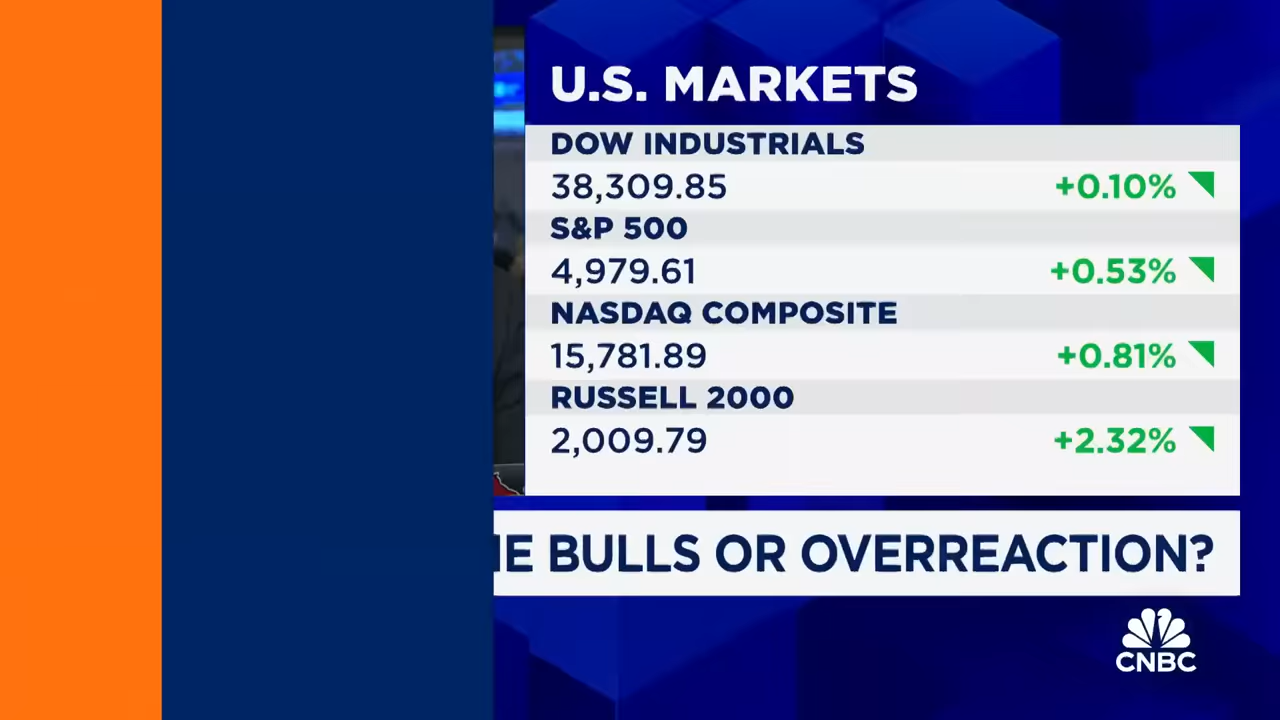 U.S. MARKETS
DOW INDUSTRIALS
38,309.85 +0.10%
S&P 500
4,979.61 +0.53%
NASDAQ COMPOSITE
15,781.89 +0.81%
RUSSELL 2000
2,009.79 +2.32%
BULLS OR OVERREACTION?
CNBC